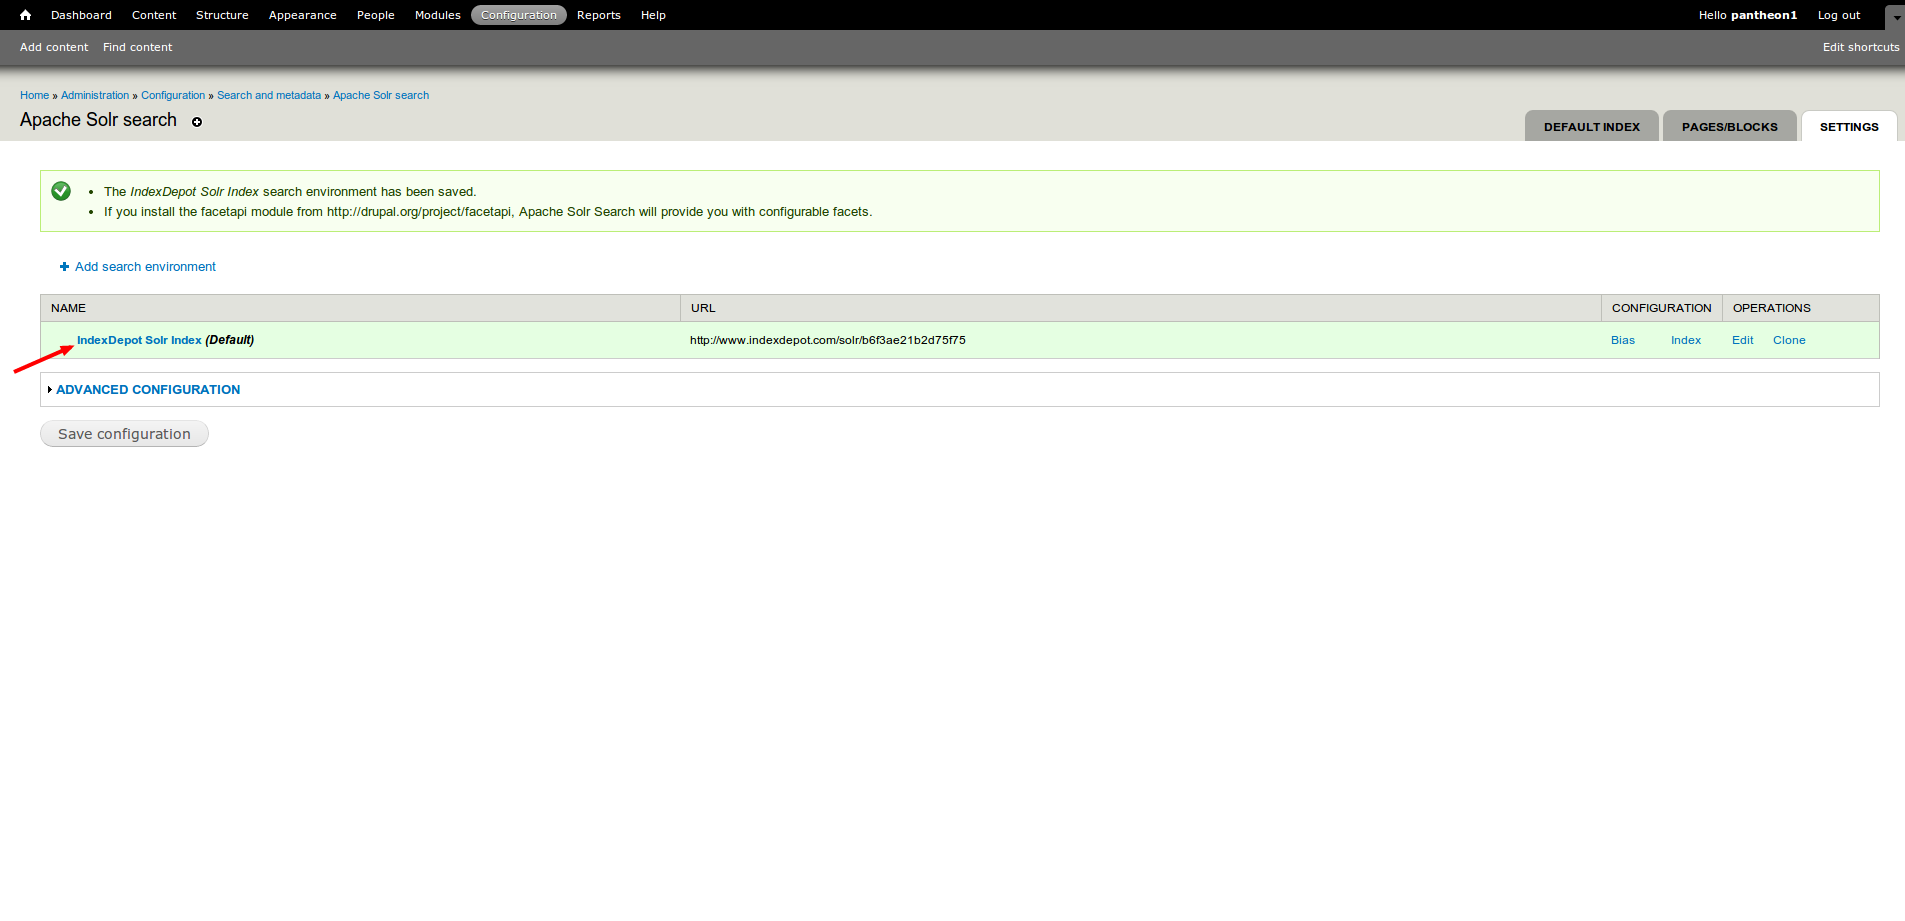 Dashboard Content Structure Appearance People Modules Configuration Reports Help Hello pantheon1 Log out
Add content Find content Edit shortcuts
Home » Administration » Configuration » Search and metadata » Apache Solr search
Apache Solr search
DEFAULT INDEX PAGES/BLOCKS SETTINGS
• The IndexDepot Solr Index search environment has been saved.
• If you install the facetapi module from http://drupal.org/project/facetapi, Apache Solr Search will provide you with configurable facets.
Add search environment
NAME URL CONFIGURATION OPERATIONS
IndexDepot Solr Index (Default) http://www.indexdepot.com/solr/b6f3ae21b2d75f75 Bias Index Edit Clone
ADVANCED CONFIGURATION
Save configuration